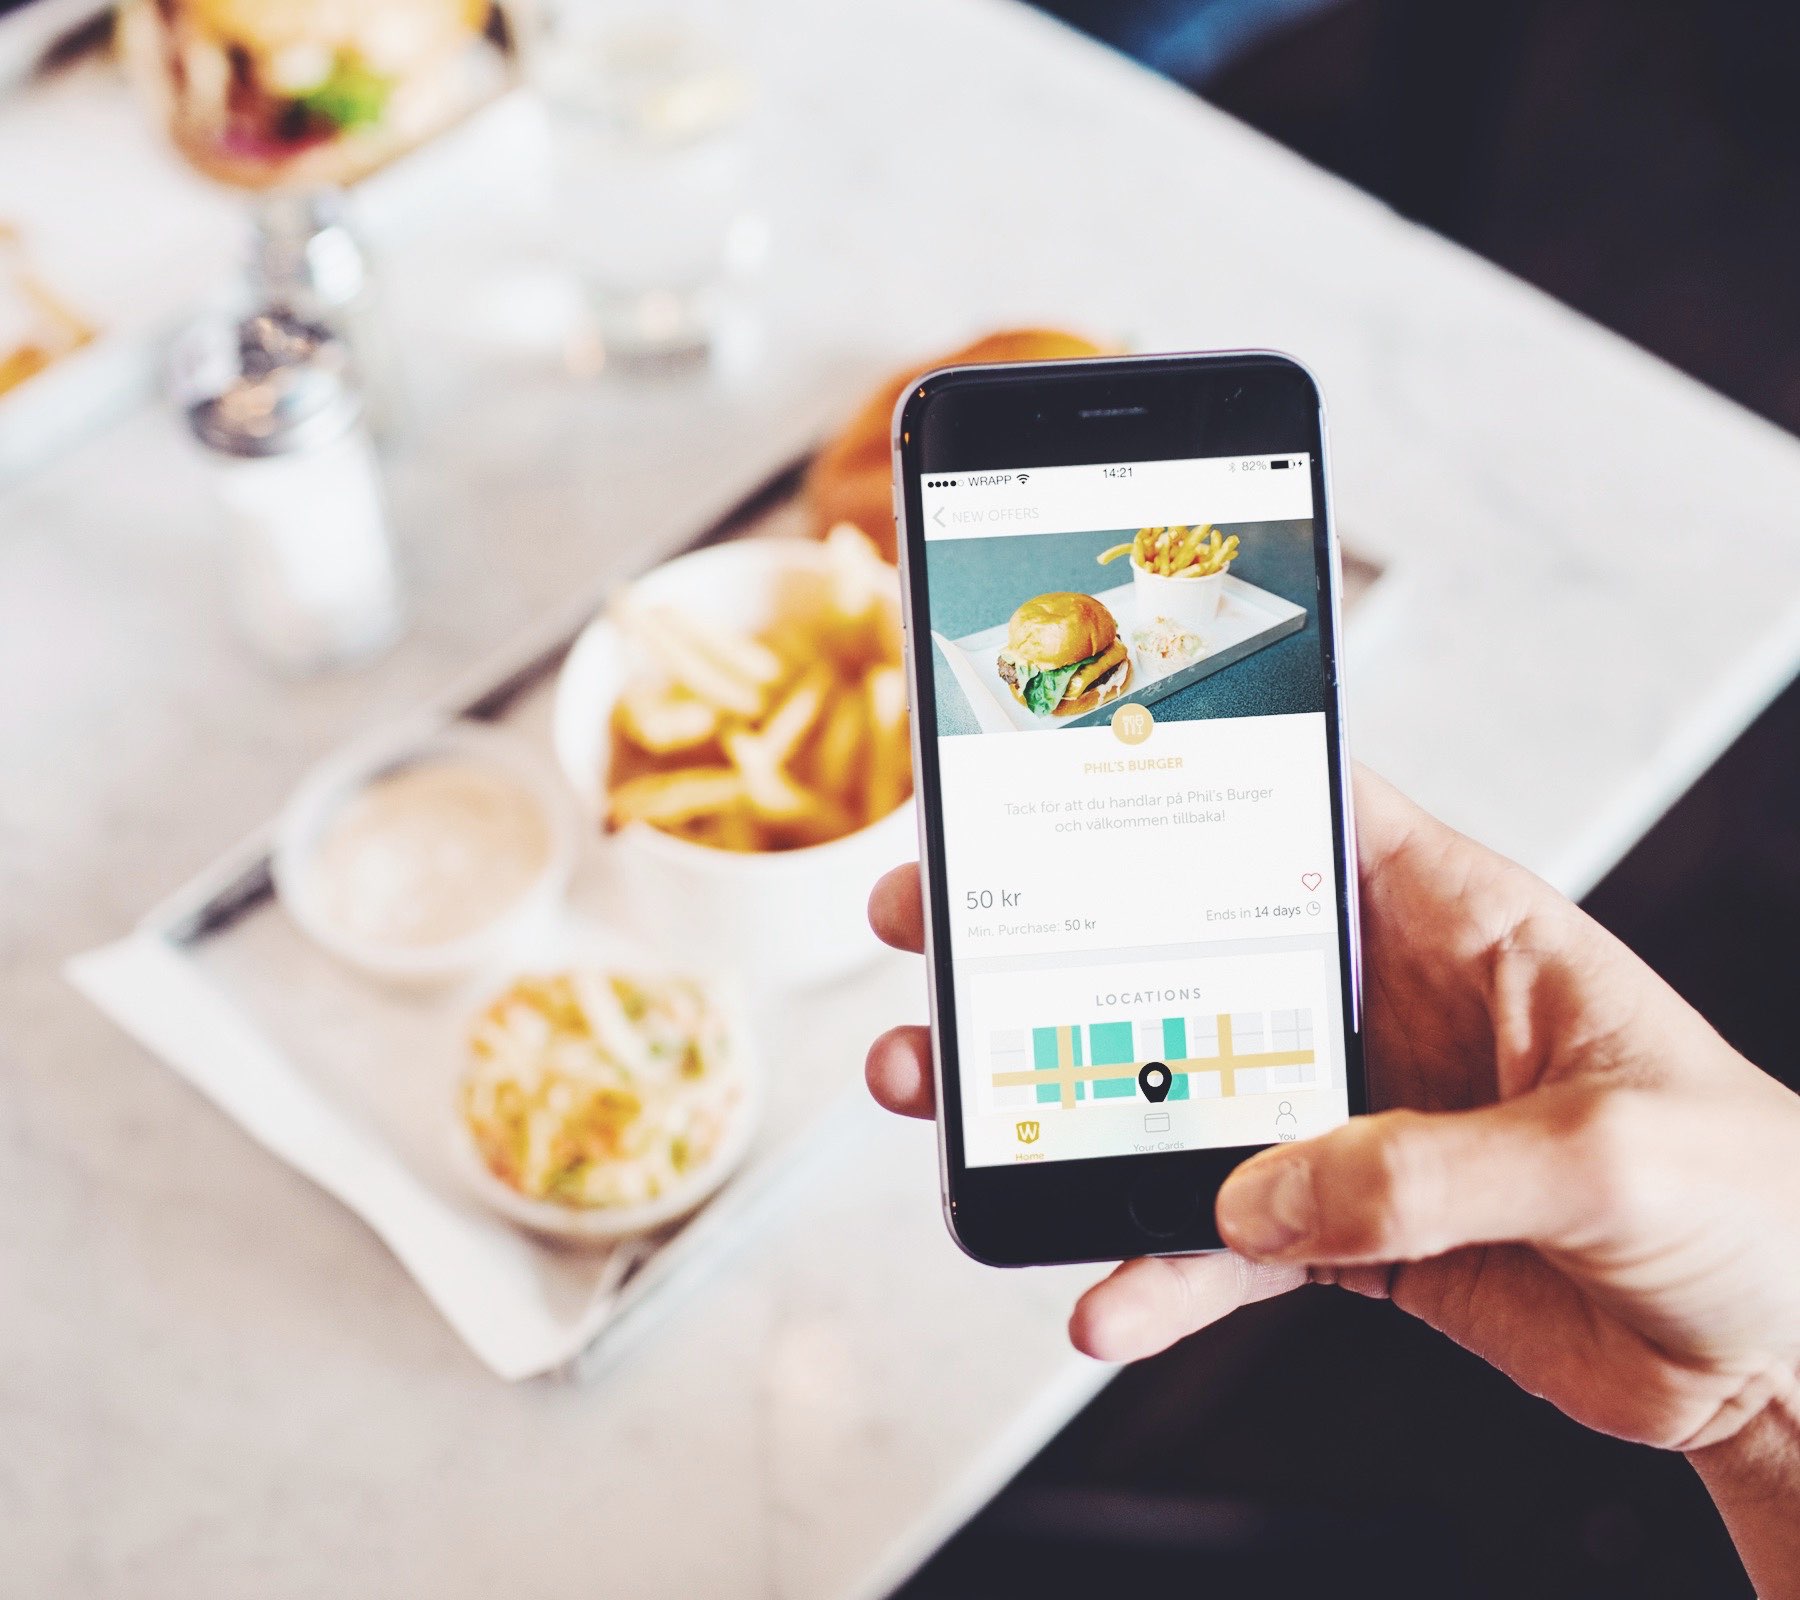 WRAPP 14:21 82%
NEW OFFERS
PHIL'S BURGER
Tack för att du handlar på Phil's Burger
och välkommen tillbaka!
50 kr
Min. Purchase: 50 kr
Ends in 14 days
LOCATIONS
W
Home
Your Cards
You